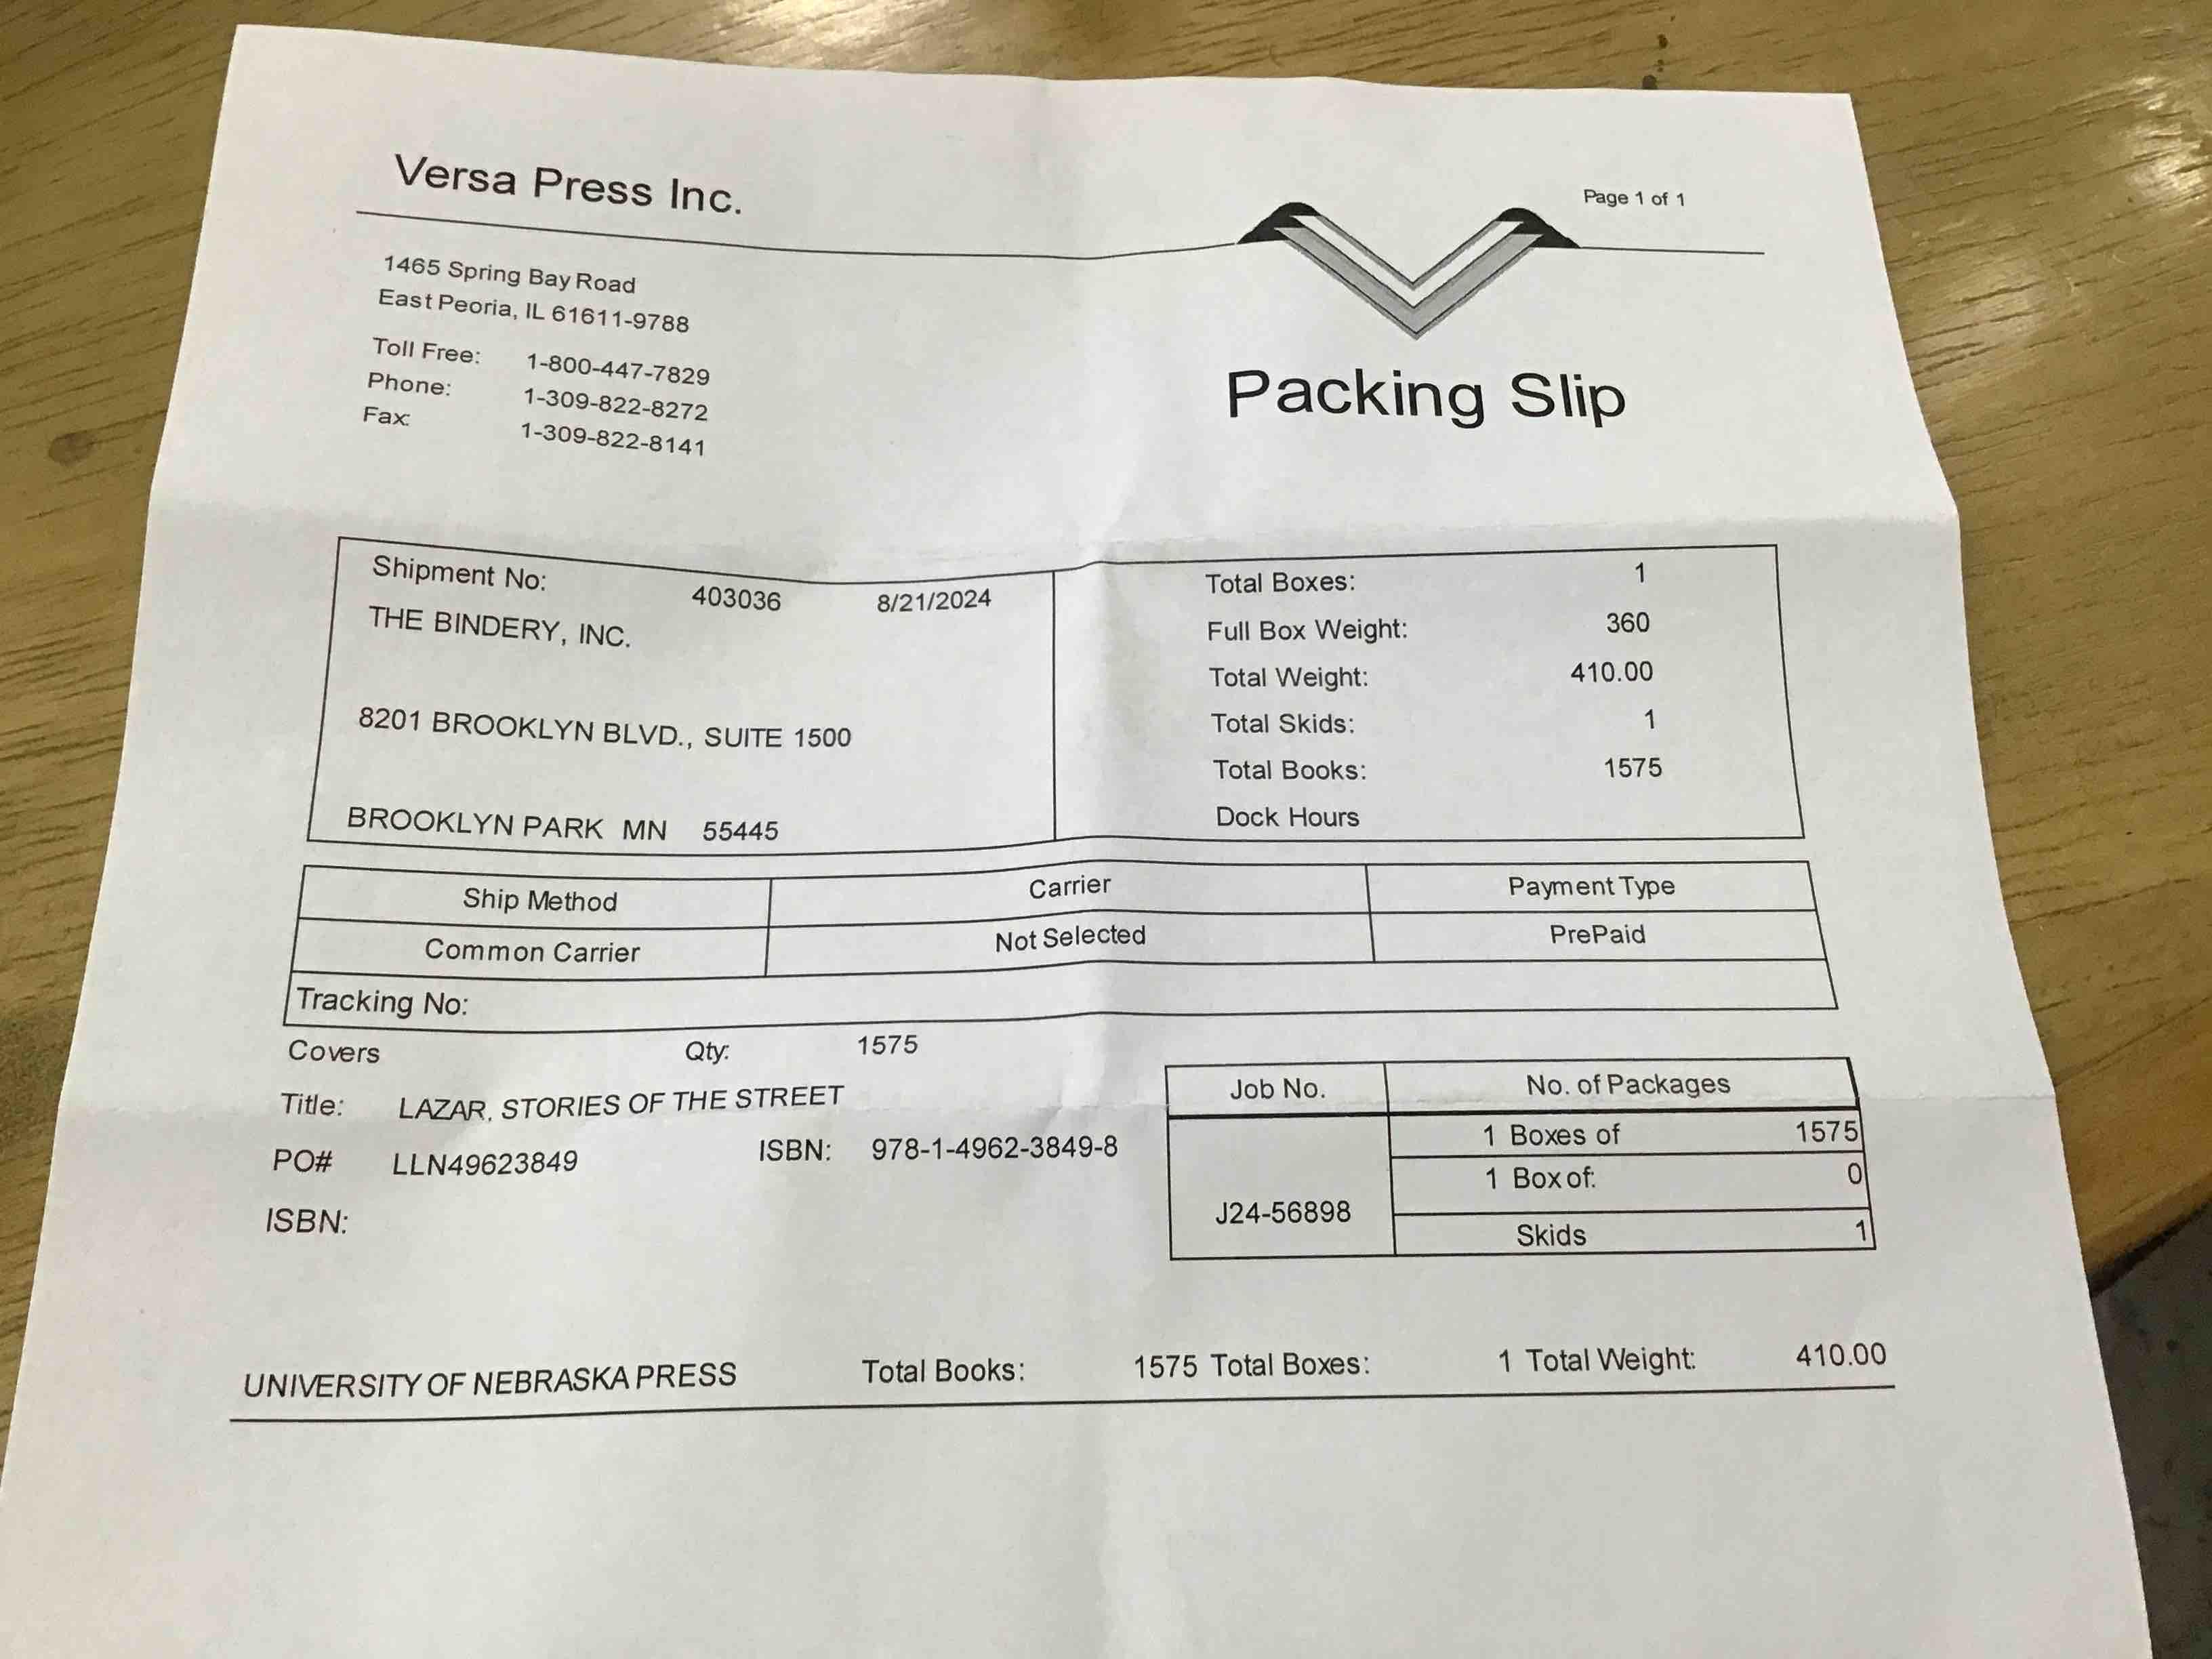 Versa Press Inc.
Page 1 of 1
1465 Spring Bay Road
East Peoria, IL 61611-9788
Toll Free: 1-800-447-7829
Phone: 1-309-822-8272
Fax: 1-309-822-8141
Packing Slip
Shipment No: 403036 8/21/2024
THE BINDERY, INC.
8201 BROOKLYN BLVD., SUITE 1500
BROOKLYN PARK MN 55445
Total Boxes: 1
Full Box Weight: 360
Total Weight: 410.00
Total Skids: 1
Total Books: 1575
Dock Hours
Ship Method Carrier Payment Type
Common Carrier Not Selected PrePaid
Tracking No:
Covers Qty: 1575
Title: LAZAR, STORIES OF THE STREET
PO# LLN49623849 ISBN: 978-1-4962-3849-8
ISBN:
Job No. No. of Packages
1 Boxes of 1575
1 Box of: 0
J24-56898
Skids 1
UNIVERSITY OF NEBRASKA PRESS Total Books: 1575 Total Boxes: 1 Total Weight: 410.00